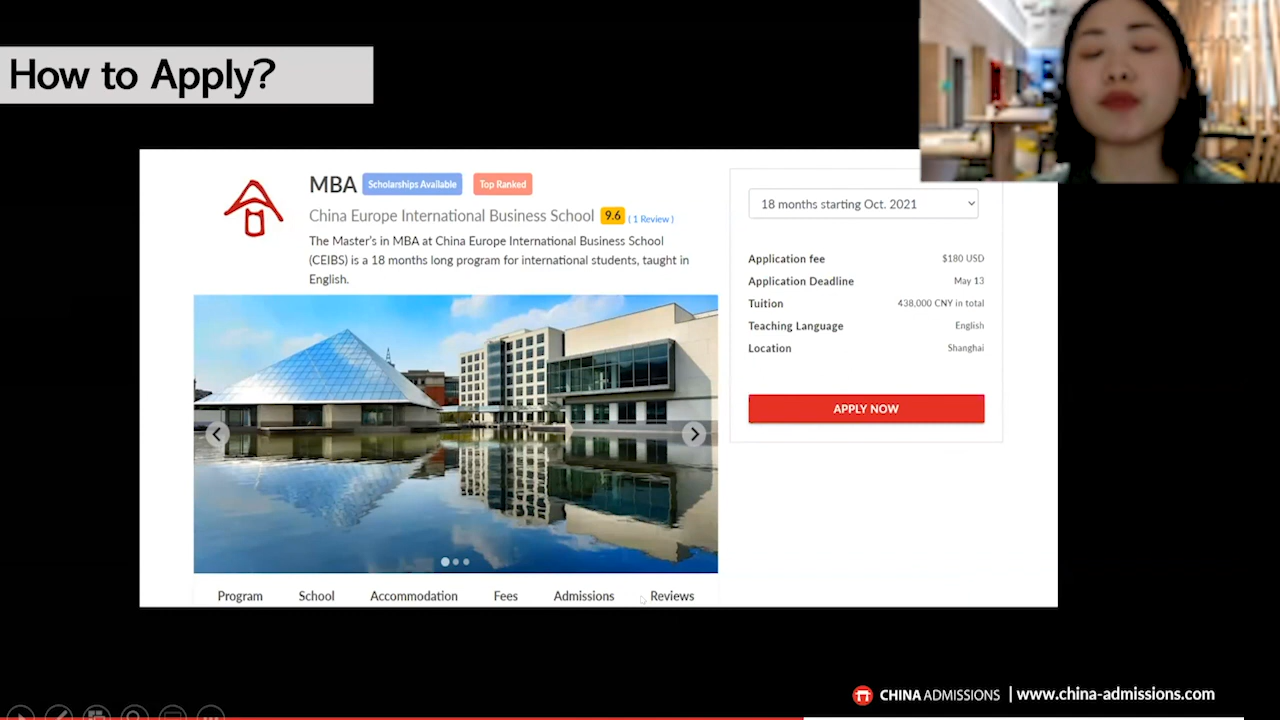 How to Apply?
MBA Scholarships Available Top Ranked
China Europe International Business School 9.6 ( 1 Review )
The Master's in MBA at China Europe International Business School
(CEIBS) is a 18 months long program for international students, taught in
English.
18 months starting Oct. 2021
Application fee $180 USD
Application Deadline May 13
Tuition 438,000 CNY in total
Teaching Language English
Location Shanghai
APPLY NOW
Program School Accommodation Fees Admissions Reviews
CHINA ADMISSIONS | www.china-admissions.com